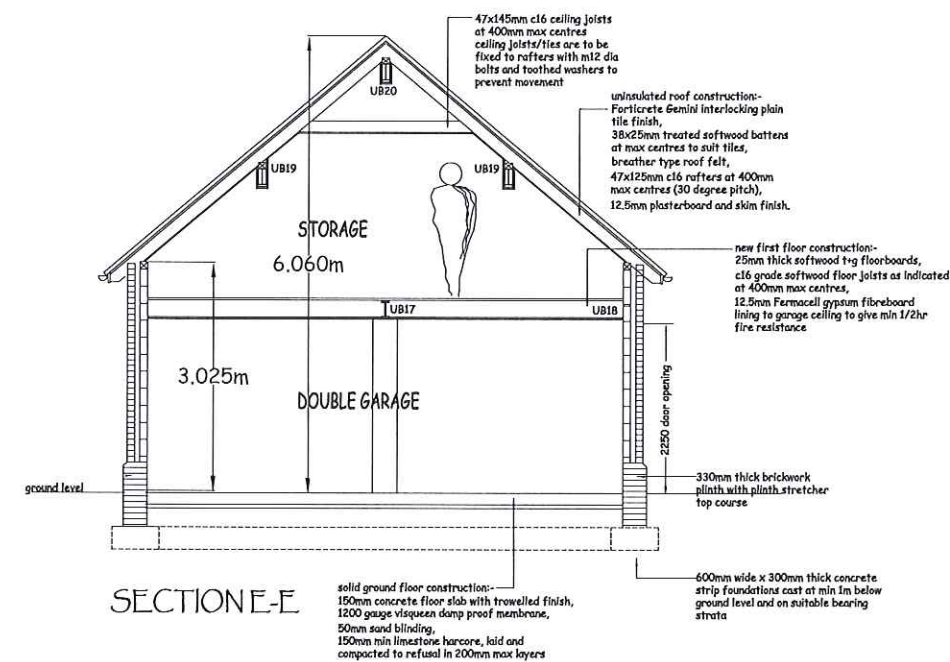 47x145mm c16 ceiling joists
at 400mm max centres
ceiling joists/ties are to be
fixed to rafters with m12 dia
bolts and toothed washers to
prevent movement
UB20
uninsulated roof construction:-
Forticrete Gemini interlocking plain
tile finish,
38x25mm treated softwood battens
at max centres to suit tiles,
breather type roof felt,
47x125mm c16 rafters at 400mm
max centres (30 degree pitch),
12.5mm plasterboard and skim finish.
UB19
UB19
STORAGE
6.060m
new first floor construction:-
25mm thick softwood t+g floorboards,
c16 grade softwood floor joists as indicated
at 400mm max centres,
12.5mm Fermacell gypsum fibreboard
lining to garage ceiling to give min 1/2hr
fire resistance
UB17
UB18
3.025m
DOUBLE GARAGE
2250 door opening
ground level
330mm thick brickwork
plinth with plinth stretcher
top course
SECTION E-E
solid ground floor construction:-
150mm concrete floor slab with trowelled finish,
1200 gauge visqueen damp proof membrane,
50mm sand blinding,
150mm min limestone harcore, laid and
compacted to refusal in 200mm max layers
600mm wide x 300mm thick concrete
strip foundations cast at min 1m below
ground level and on suitable bearing
strata